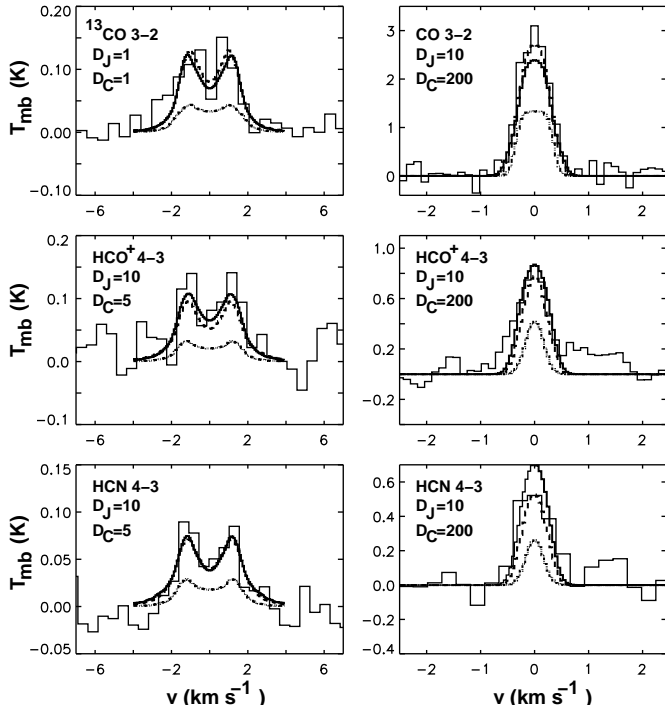 ¹³CO 3−2
D_J=1
D_C=1
T_mb (K)
0.20
0.10
0.00
−0.10
−6 −2 2 6
CO 3−2
D_J=10
D_C=200
3
2
1
0
−2 −1 0 1 2
HCO⁺ 4−3
D_J=10
D_C=5
T_mb (K)
0.2
0.1
0.0
−0.1
−6 −2 2 6
HCO⁺ 4−3
D_J=10
D_C=200
1.0
0.6
0.2
−0.2
−2 −1 0 1 2
HCN 4−3
D_J=10
D_C=5
T_mb (K)
0.15
0.10
0.05
0.00
−0.05
−6 −2 2 6
v (km s⁻¹ )
HCN 4−3
D_J=10
D_C=200
0.6
0.4
0.2
−0.0
−0.2
−0.4
−2 −1 0 1 2
v (km s⁻¹ )